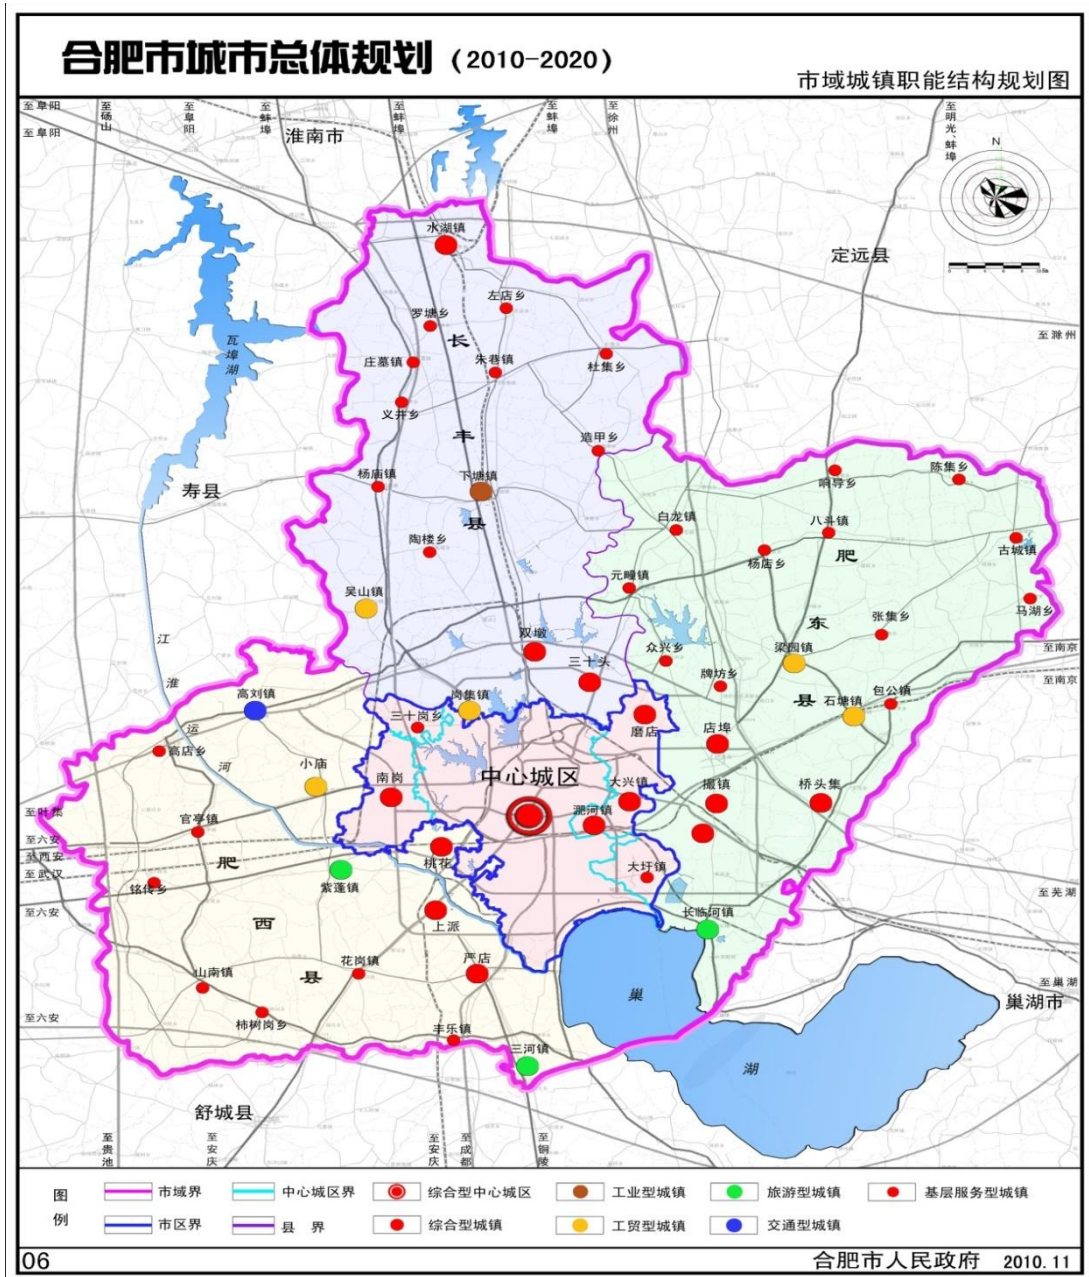 合肥市城市总体规划(2010-2020)
市域城镇职能结构规划图
至阜阳
至阜阳
至砀山
至阜阳
至蚌埠
至蚌埠
至蚌埠
至徐州
至明光、蚌埠
淮南市
N
定远县
水湖镇
左店乡
罗塘乡
长
至滁州
瓦埠湖
庄墓镇
朱巷镇
杜集乡
义井乡
丰
造甲乡
寿县
杨庙镇
下塘镇
响导乡
陈集乡
县
白龙镇
八斗镇
陶楼乡
杨店乡
肥
古城镇
元疃镇
吴山镇
马湖乡
东
张集乡
江
双墩
众兴乡
梁园镇
至南京
三十头
牌坊乡
至南京
淮
高刘镇
岗集镇
县
石塘镇
包公镇
三十岗乡
磨店
店埠
运
高店乡
河
小庙
南岗
中心城区
大兴镇
撮镇
桥头集
至叶集
官亭镇
淝河镇
至六安
至西安
至武汉
肥
桃花
大圩镇
铭传乡
紫蓬镇
至芜湖
至六安
西
上派
长临河镇
山南镇
县
花岗镇
严店
巢
至巢湖
巢湖市
至六安
柿树岗乡
丰乐镇
三河镇
湖
舒城县
至贵池
至安庆
至安庆
至成都
至铜陵
图例
市域界
中心城区界
综合型中心城区
工业型城镇
旅游型城镇
基层服务型城镇
市区界
县 界
综合型城镇
工贸型城镇
交通型城镇
06
合肥市人民政府 2010.11